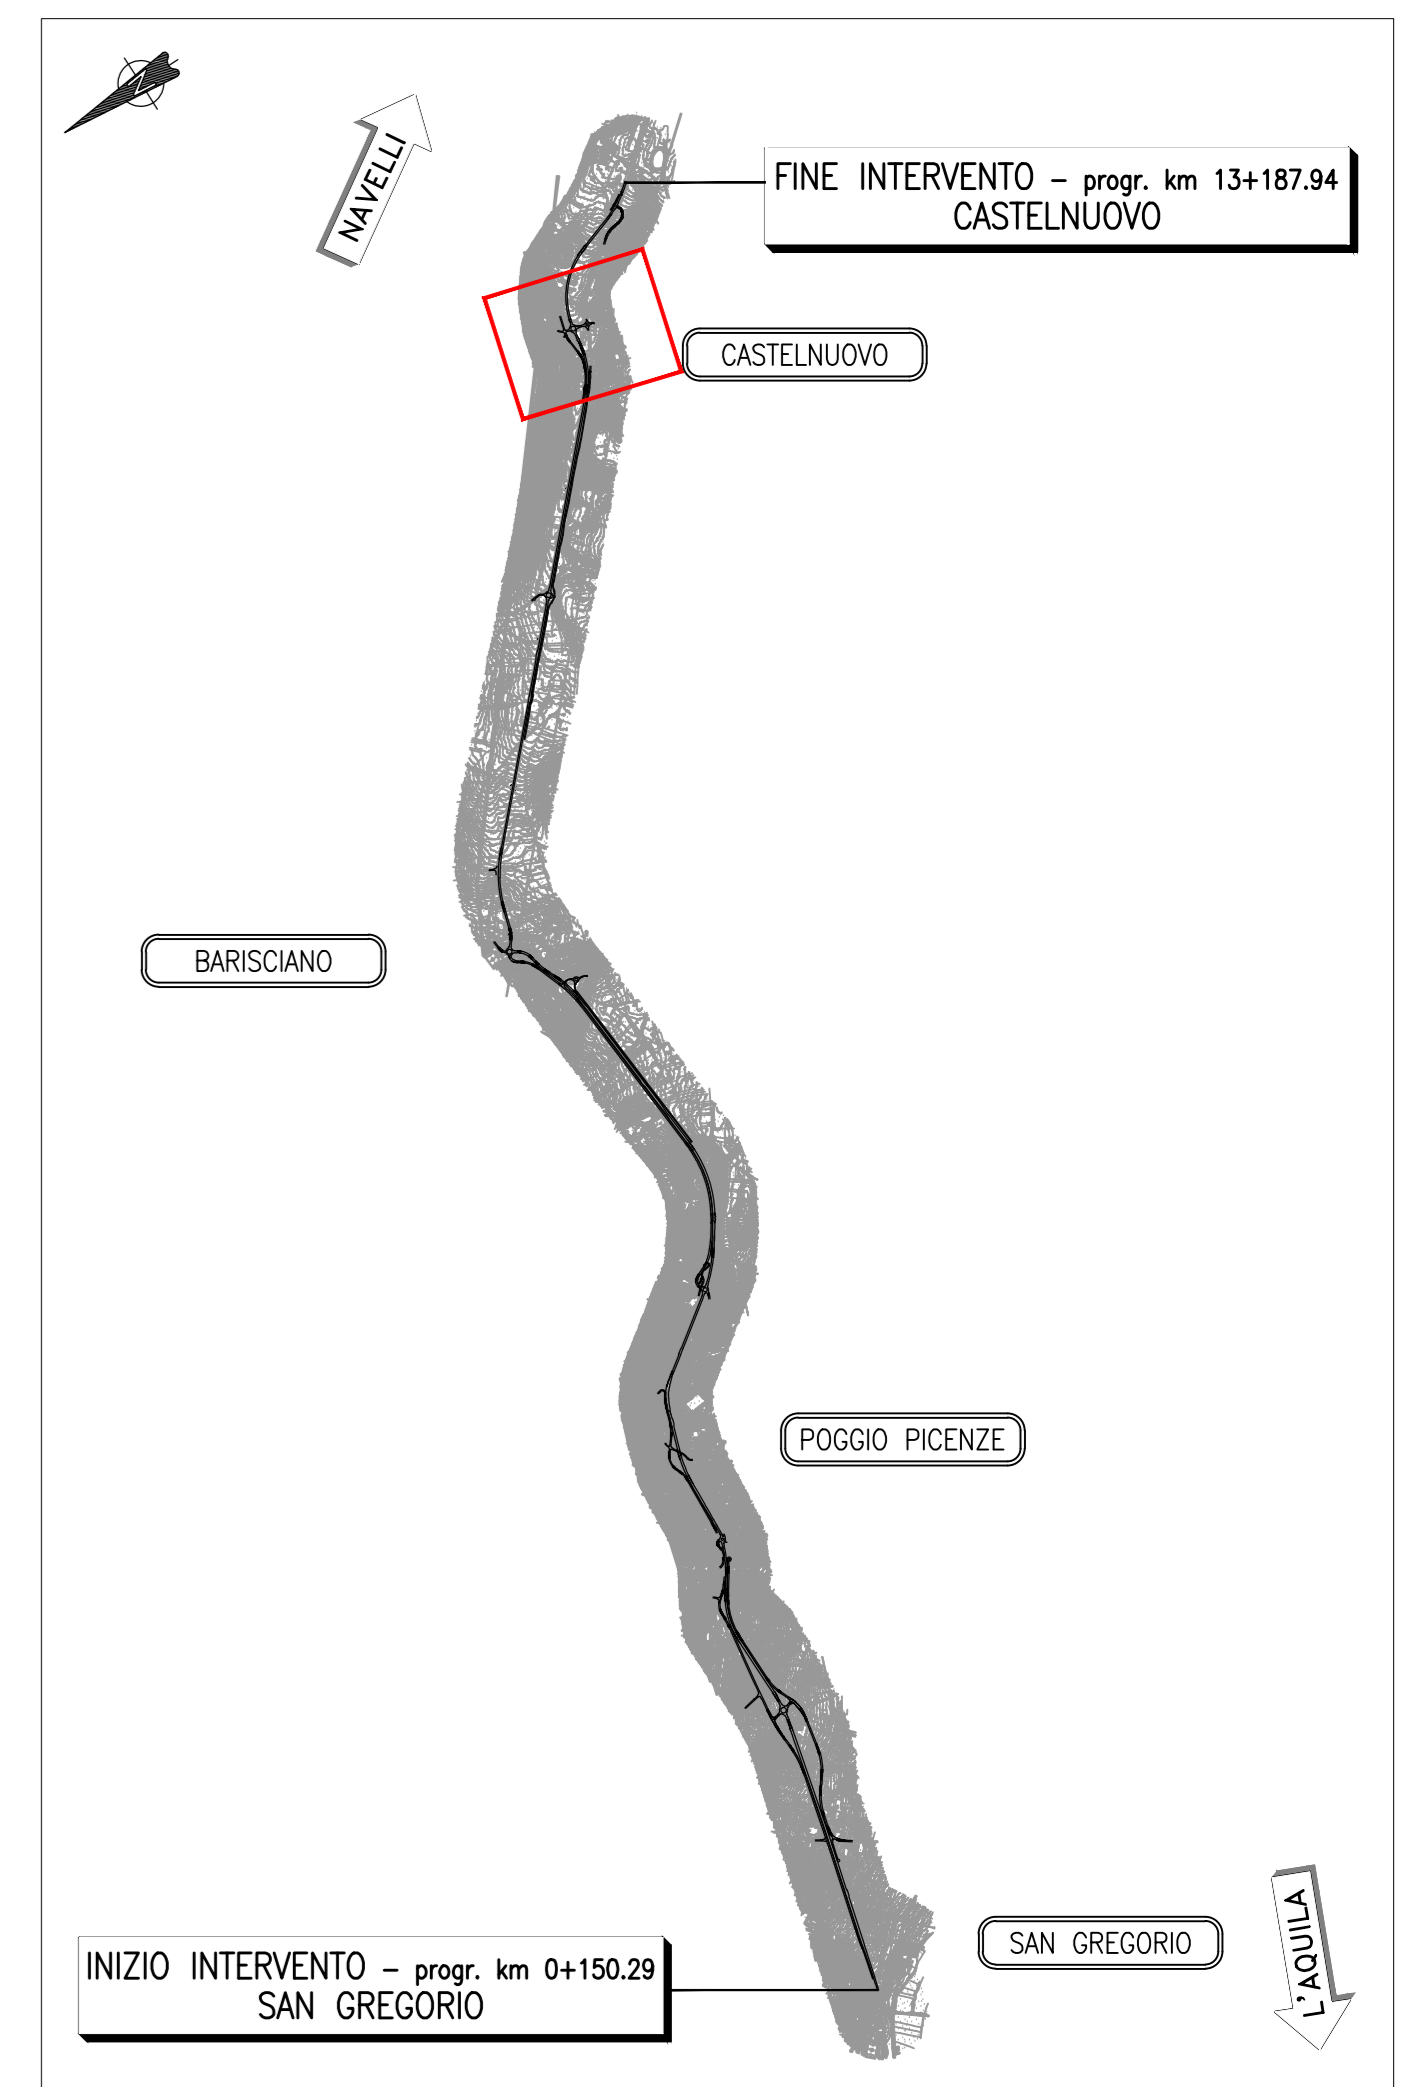 Z
NAVELLI
FINE INTERVENTO – progr. km 13+187.94
CASTELNUOVO
CASTELNUOVO
BARISCIANO
POGGIO PICENZE
SAN GREGORIO
L'AQUILA
INIZIO INTERVENTO – progr. km 0+150.29
SAN GREGORIO